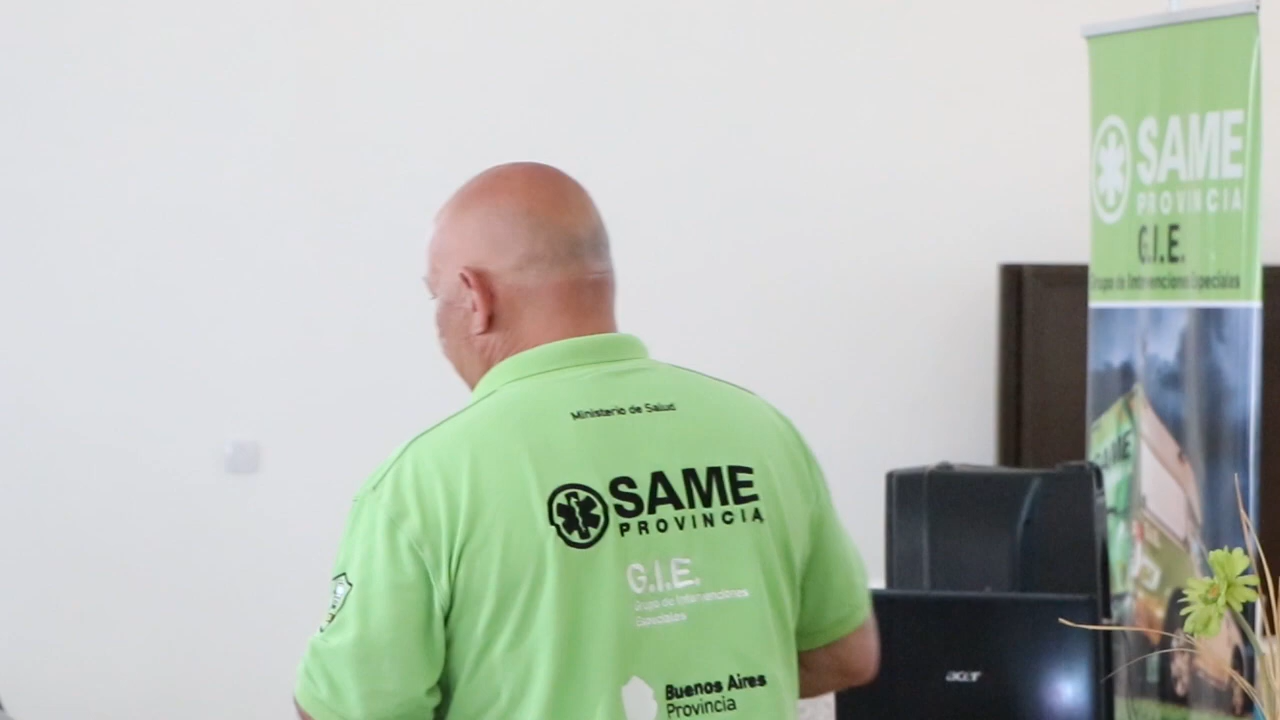 Ministerio de Salud
SAME
PROVINCIA
G.I.E.
Grupo de Intervenciones
Especiales
Buenos Aires
Provincia
SAME
PROVINCIA
G.I.E.
Grupo de Intervenciones Especiales
SAME
acer